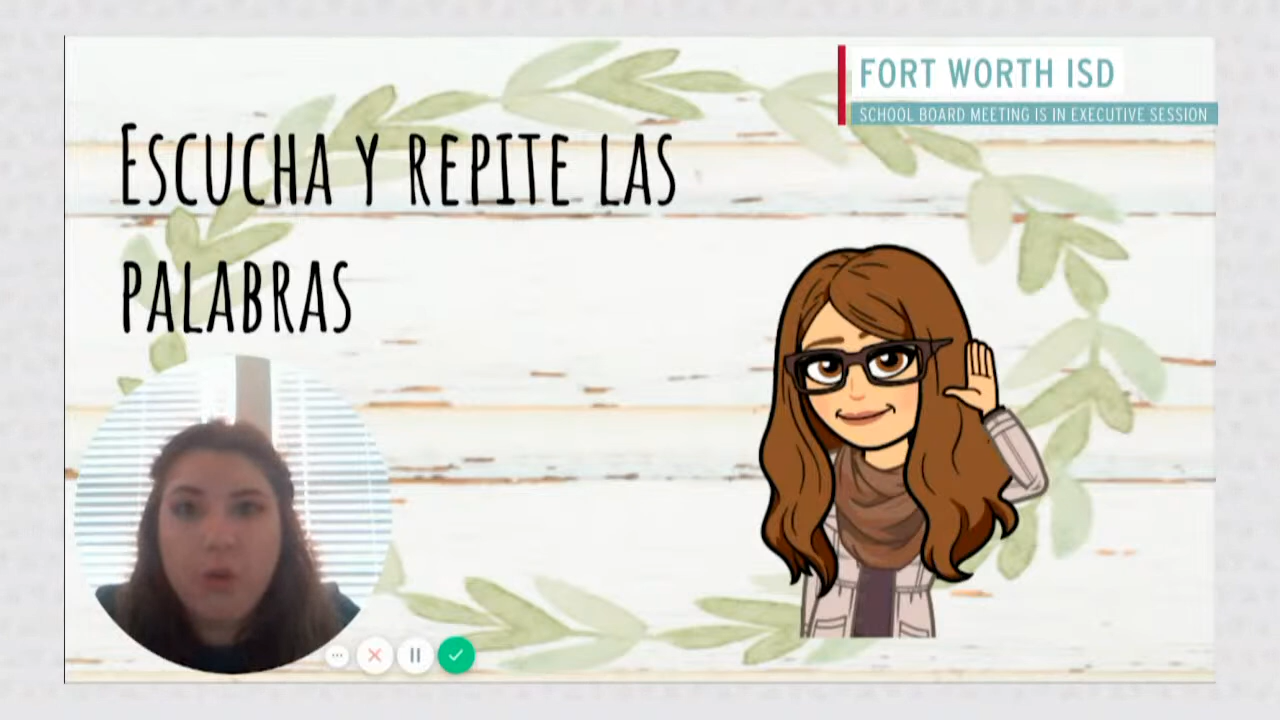 FORT WORTH ISD
SCHOOL BOARD MEETING IS IN EXECUTIVE SESSION
ESCUCHA Y REPITE LAS
PALABRAS